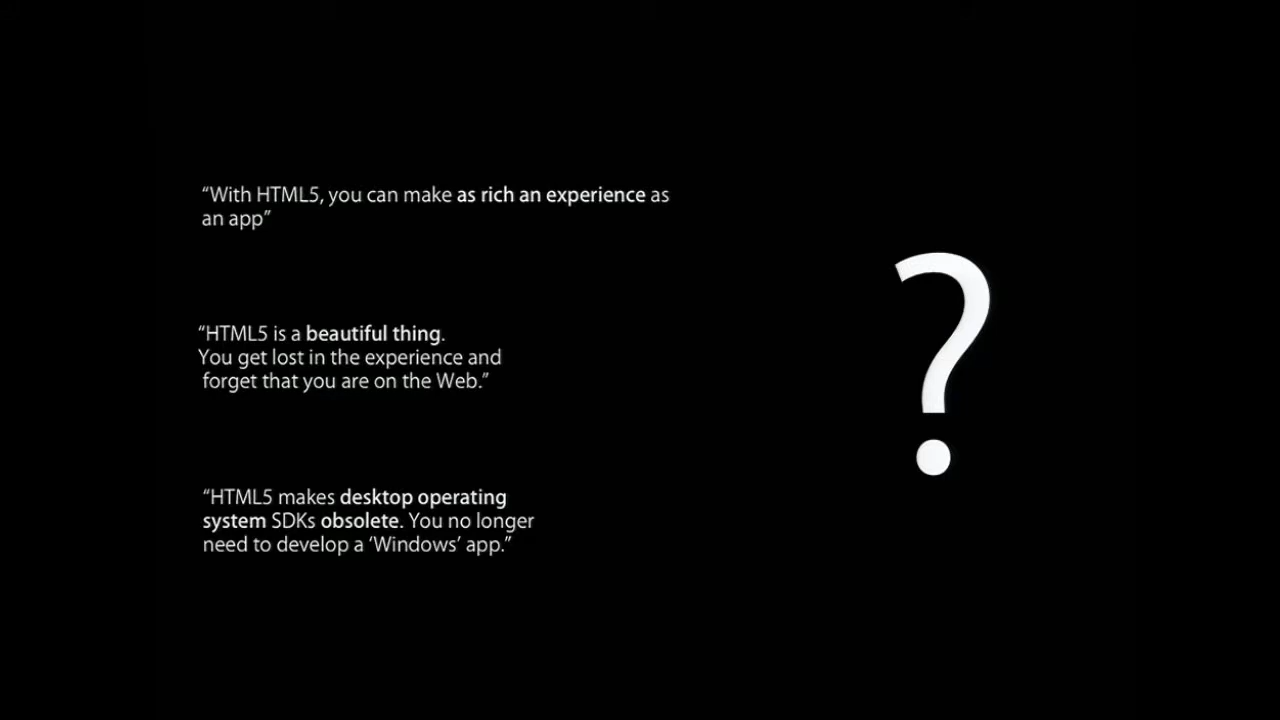 “With HTML5, you can make as rich an experience as
an app”
“HTML5 is a beautiful thing.
You get lost in the experience and
forget that you are on the Web.”
“HTML5 makes desktop operating
system SDKs obsolete. You no longer
need to develop a ‘Windows’ app.”
?